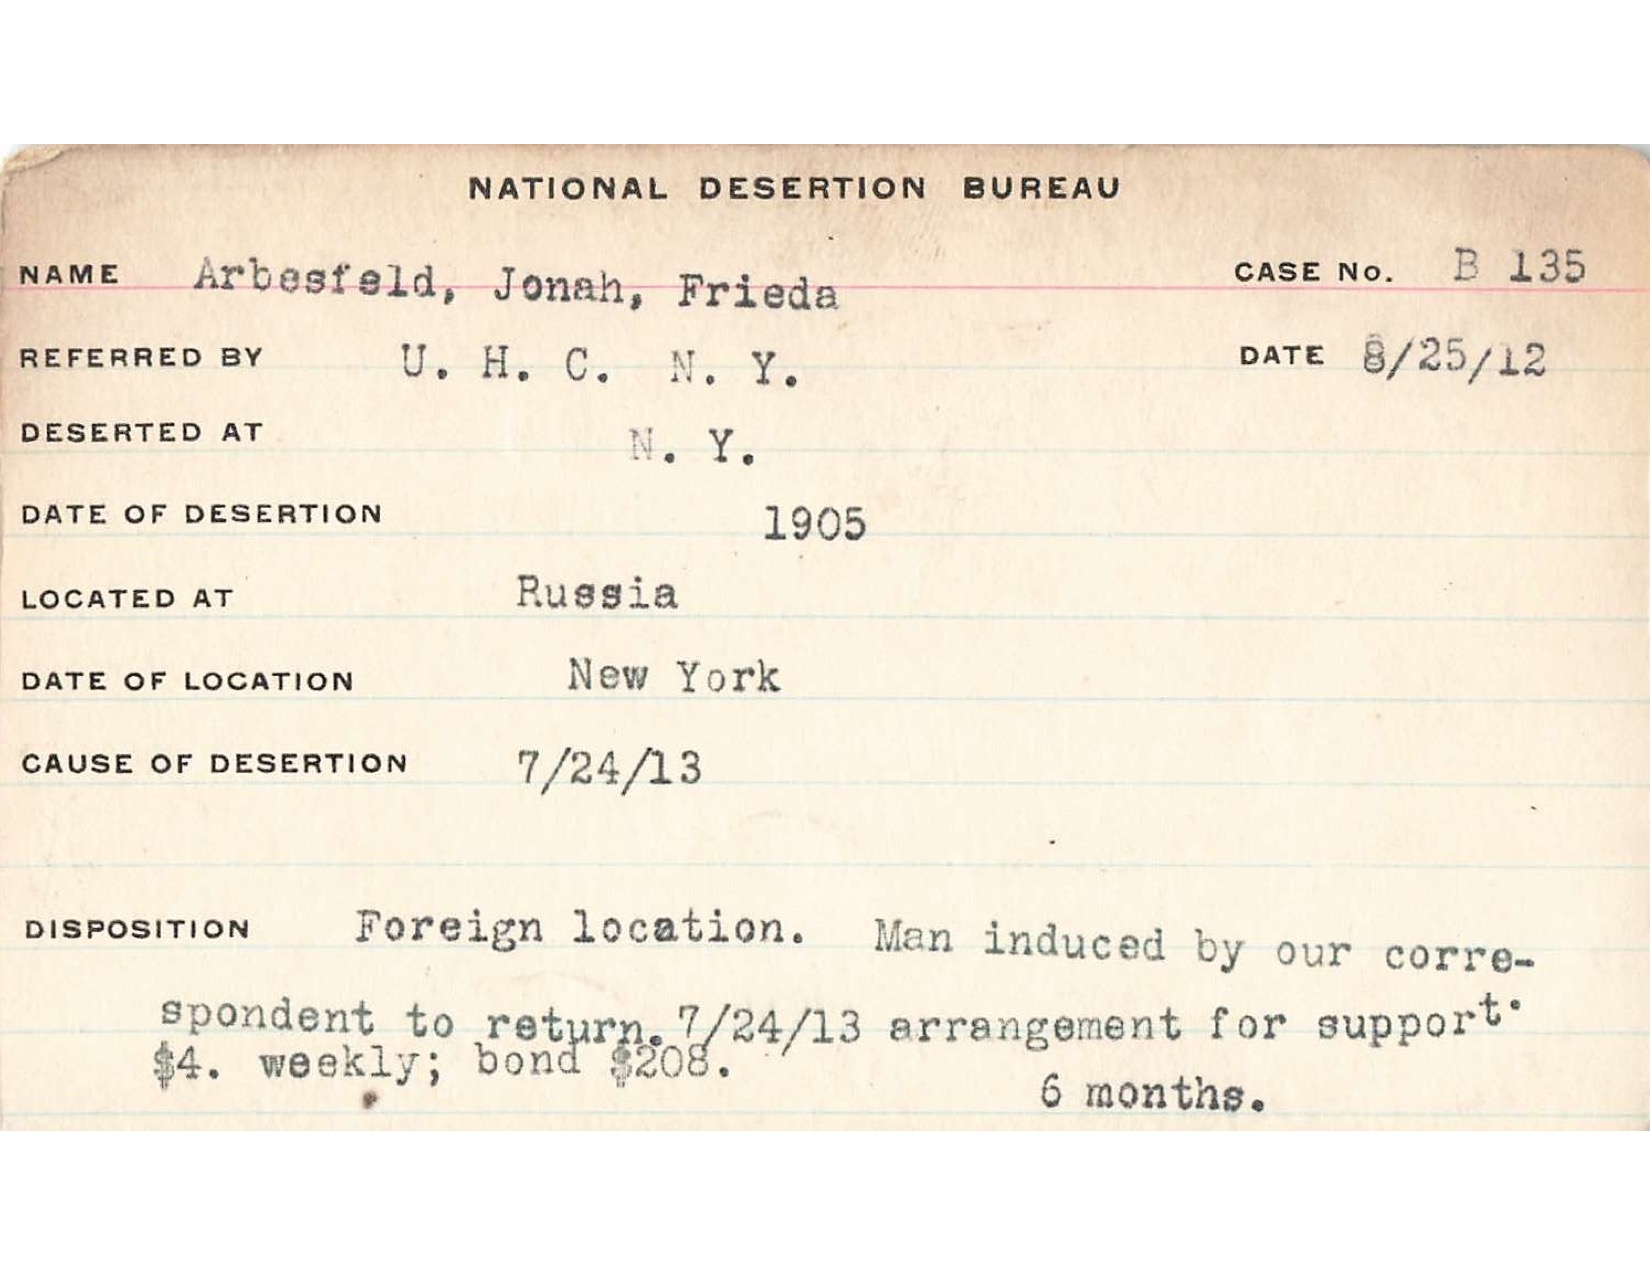 NATIONAL DESERTION BUREAU
NAME Arbesfeld, Jonah, Frieda CASE No. B 135
REFERRED BY U. H. C. N. Y. DATE 8/25/12
DESERTED AT N. Y.
DATE OF DESERTION 1905
LOCATED AT Russia
DATE OF LOCATION New York
CAUSE OF DESERTION 7/24/13
DISPOSITION Foreign location. Man induced by our corre-
spondent to return. 7/24/13 arrangement for support.
$4. weekly; bond $208.
6 months.